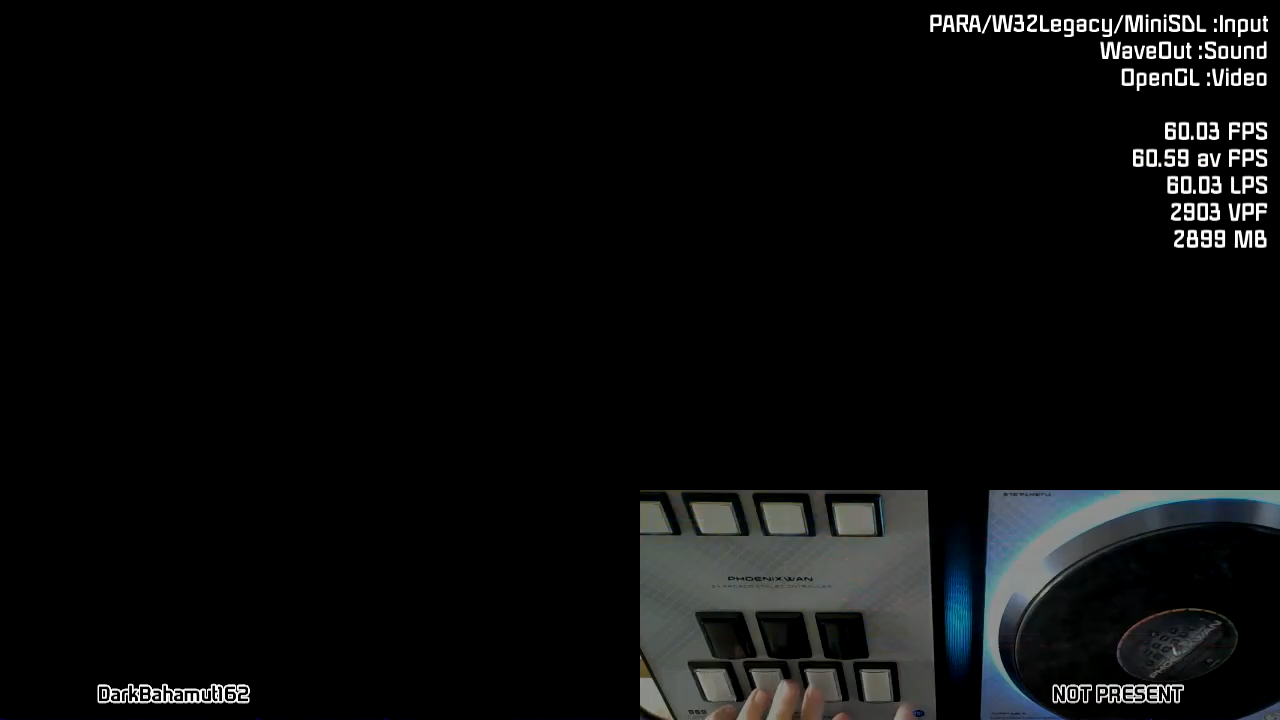 PARA/W32Legacy/MiniSDL :Input
WaveOut :Sound
OpenGL :Video
60.03 FPS
60.59 av FPS
60.03 LPS
2903 VPF
2899 MB
PHOENIXWAN
DarkBahamut162
NOT PRESENT